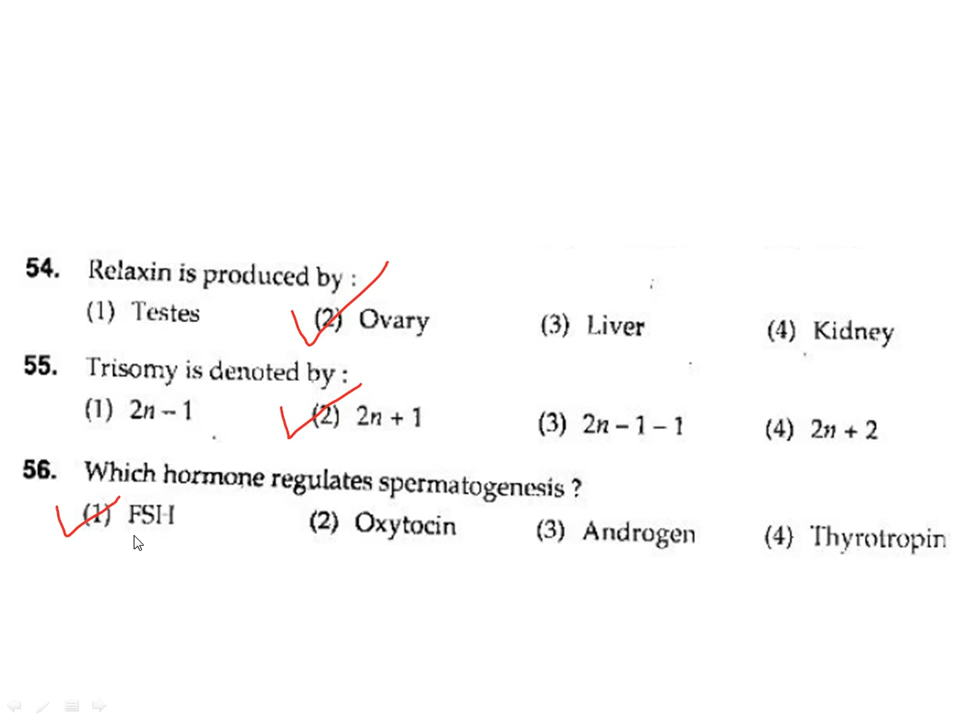 54. Relaxin is produced by :
(1) Testes (2) Ovary (3) Liver (4) Kidney
55. Trisomy is denoted by :
(1) 2n – 1 (2) 2n + 1 (3) 2n – 1 – 1 (4) 2n + 2
56. Which hormone regulates spermatogenesis ?
(1) FSH (2) Oxytocin (3) Androgen (4) Thyrotropin